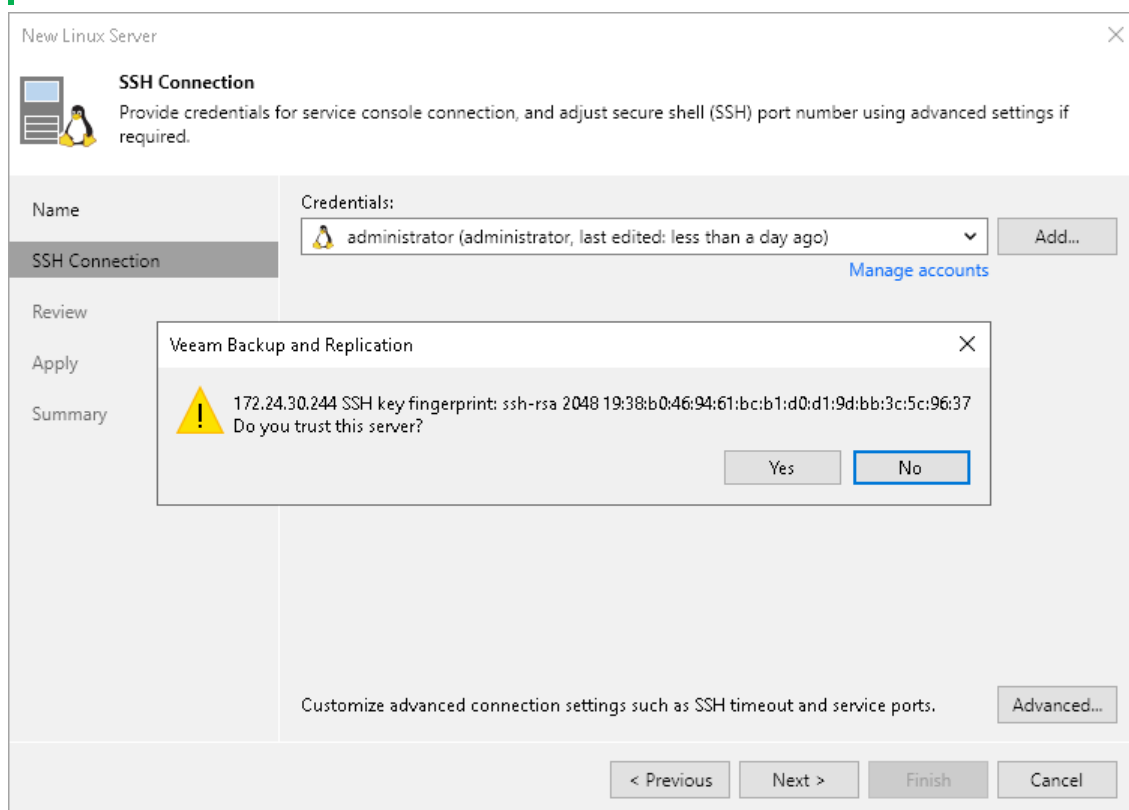 New Linux Server
SSH Connection
Provide credentials for service console connection, and adjust secure shell (SSH) port number using advanced settings if
required.
Name
SSH Connection
Review
Apply
Summary
Credentials:
administrator (administrator, last edited: less than a day ago)
Add...
Manage accounts
Veeam Backup and Replication
172.24.30.244 SSH key fingerprint: ssh-rsa 2048 19:38:b0:46:94:61:bc:b1:d0:d1:9d:bb:3c:5c:96:37
Do you trust this server?
Yes
No
Customize advanced connection settings such as SSH timeout and service ports.
Advanced...
< Previous
Next >
Finish
Cancel